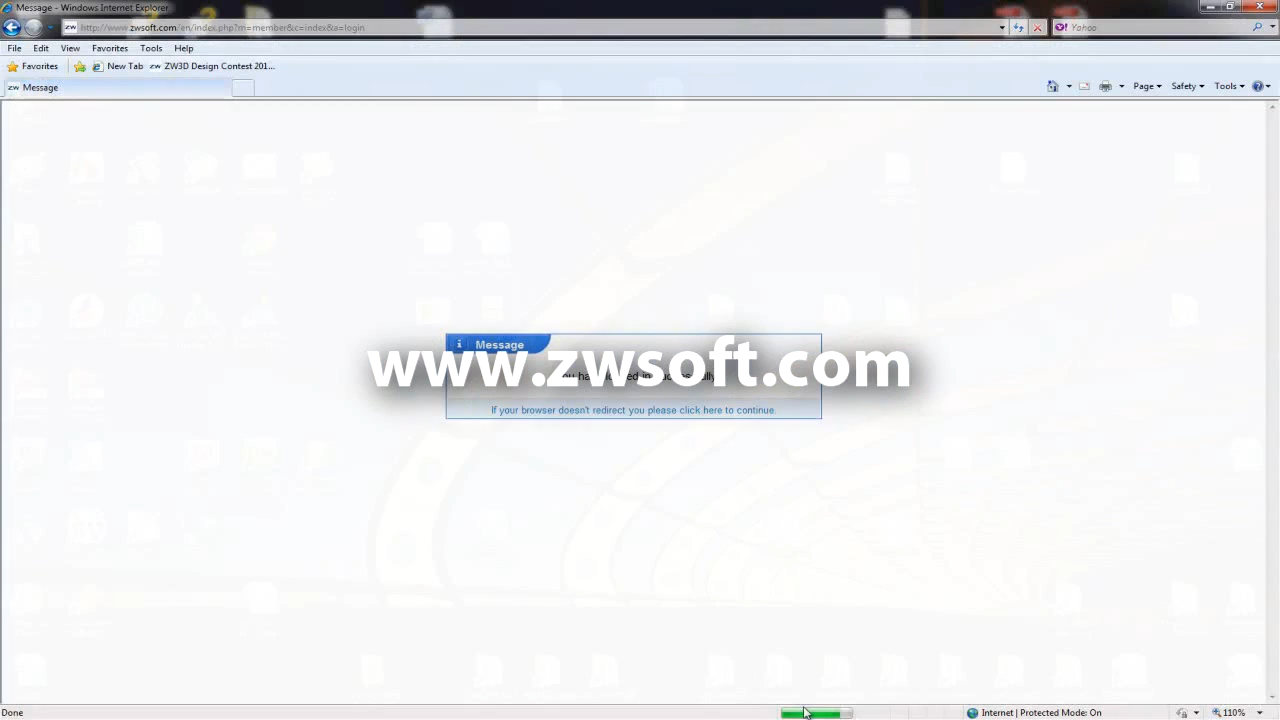 Message - Windows Internet Explorer
http://www.zwsoft.com/en/index.php?m=member&c=index&a=login
Yahoo
File Edit View Favorites Tools Help
Favorites New Tab ZW3D Design Contest 201...
Message
Page Safety Tools
Message
www.zwsoft.com
If your browser doesn't redirect you please click here to continue.
Done
Internet | Protected Mode: On
110%